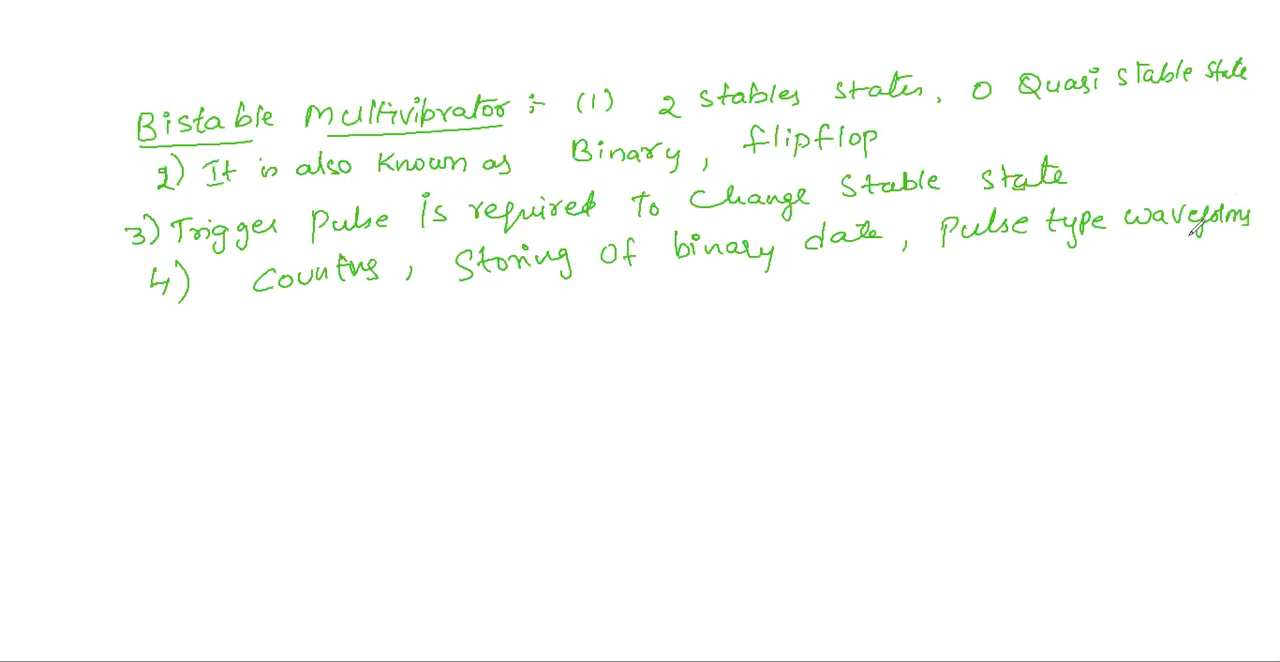 Bistable Multivibrator :- (1) 2 stables states, 0 Quasi stable state
2) It is also known as Binary, flipflop
3) Trigger pulse is required to change stable state
4) Counting, storing of binary date, pulse type waveforms